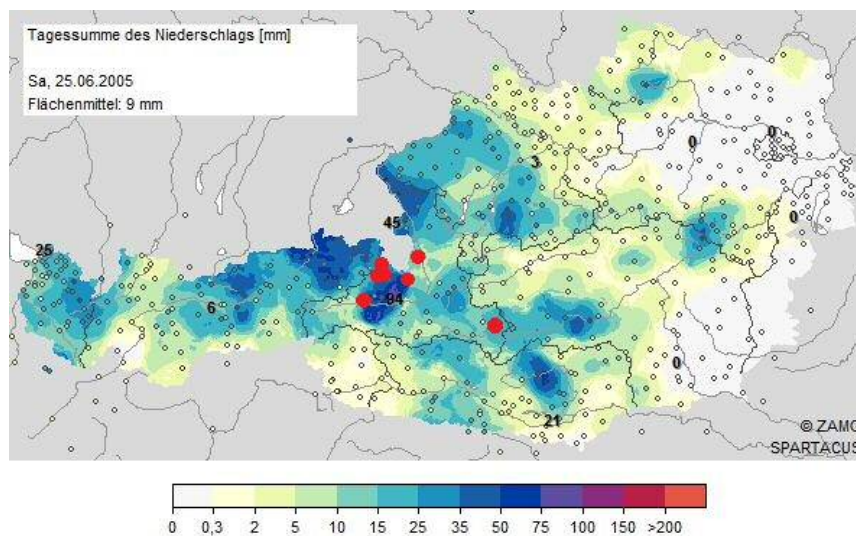 Tagessumme des Niederschlags [mm]
Sa, 25.06.2005
Flächenmittel: 9 mm
0
0
3
0
45
25
94
6
0
21
© ZAMG
SPARTACUS
0 0,3 2 5 10 15 25 35 50 75 100 150 >200